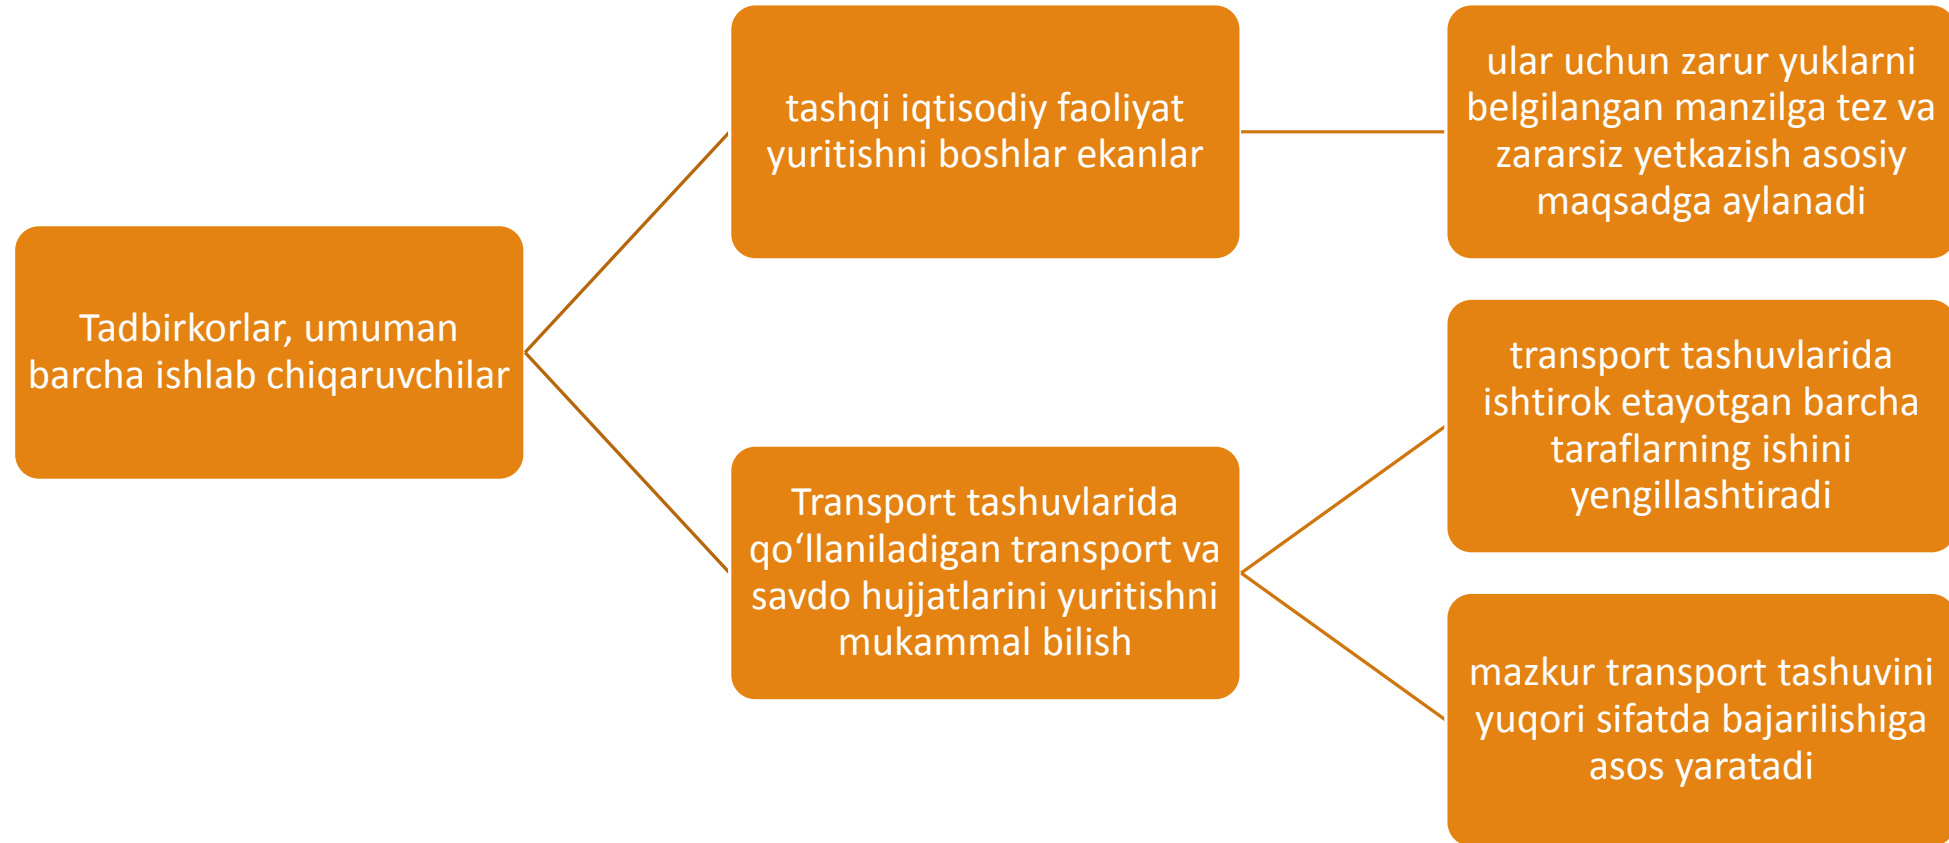 Tadbirkorlar, umuman
barcha ishlab chiqaruvchilar
tashqi iqtisodiy faoliyat
yuritishni boshlar ekanlar
ular uchun zarur yuklarni
belgilangan manzilga tez va
zararsiz yetkazish asosiy
maqsadga aylanadi
Transport tashuvlarida
qo‘llaniladigan transport va
savdo hujjatlarini yuritishni
mukammal bilish
transport tashuvlarida
ishtirok etayotgan barcha
taraflarning ishini
yengillashtiradi
mazkur transport tashuvini
yuqori sifatda bajarilishiga
asos yaratadi